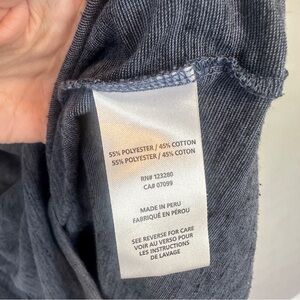 55% POLYESTER / 45% COTTON
55% POLYESTER / 45% COTON
RN# 123280
CA# 07099
MADE IN PERU
FABRIQUÉ EN PÉROU
SEE REVERSE FOR CARE
VOIR AU VERSO POUR
LES INSTRUCTIONS
DE LAVAGE